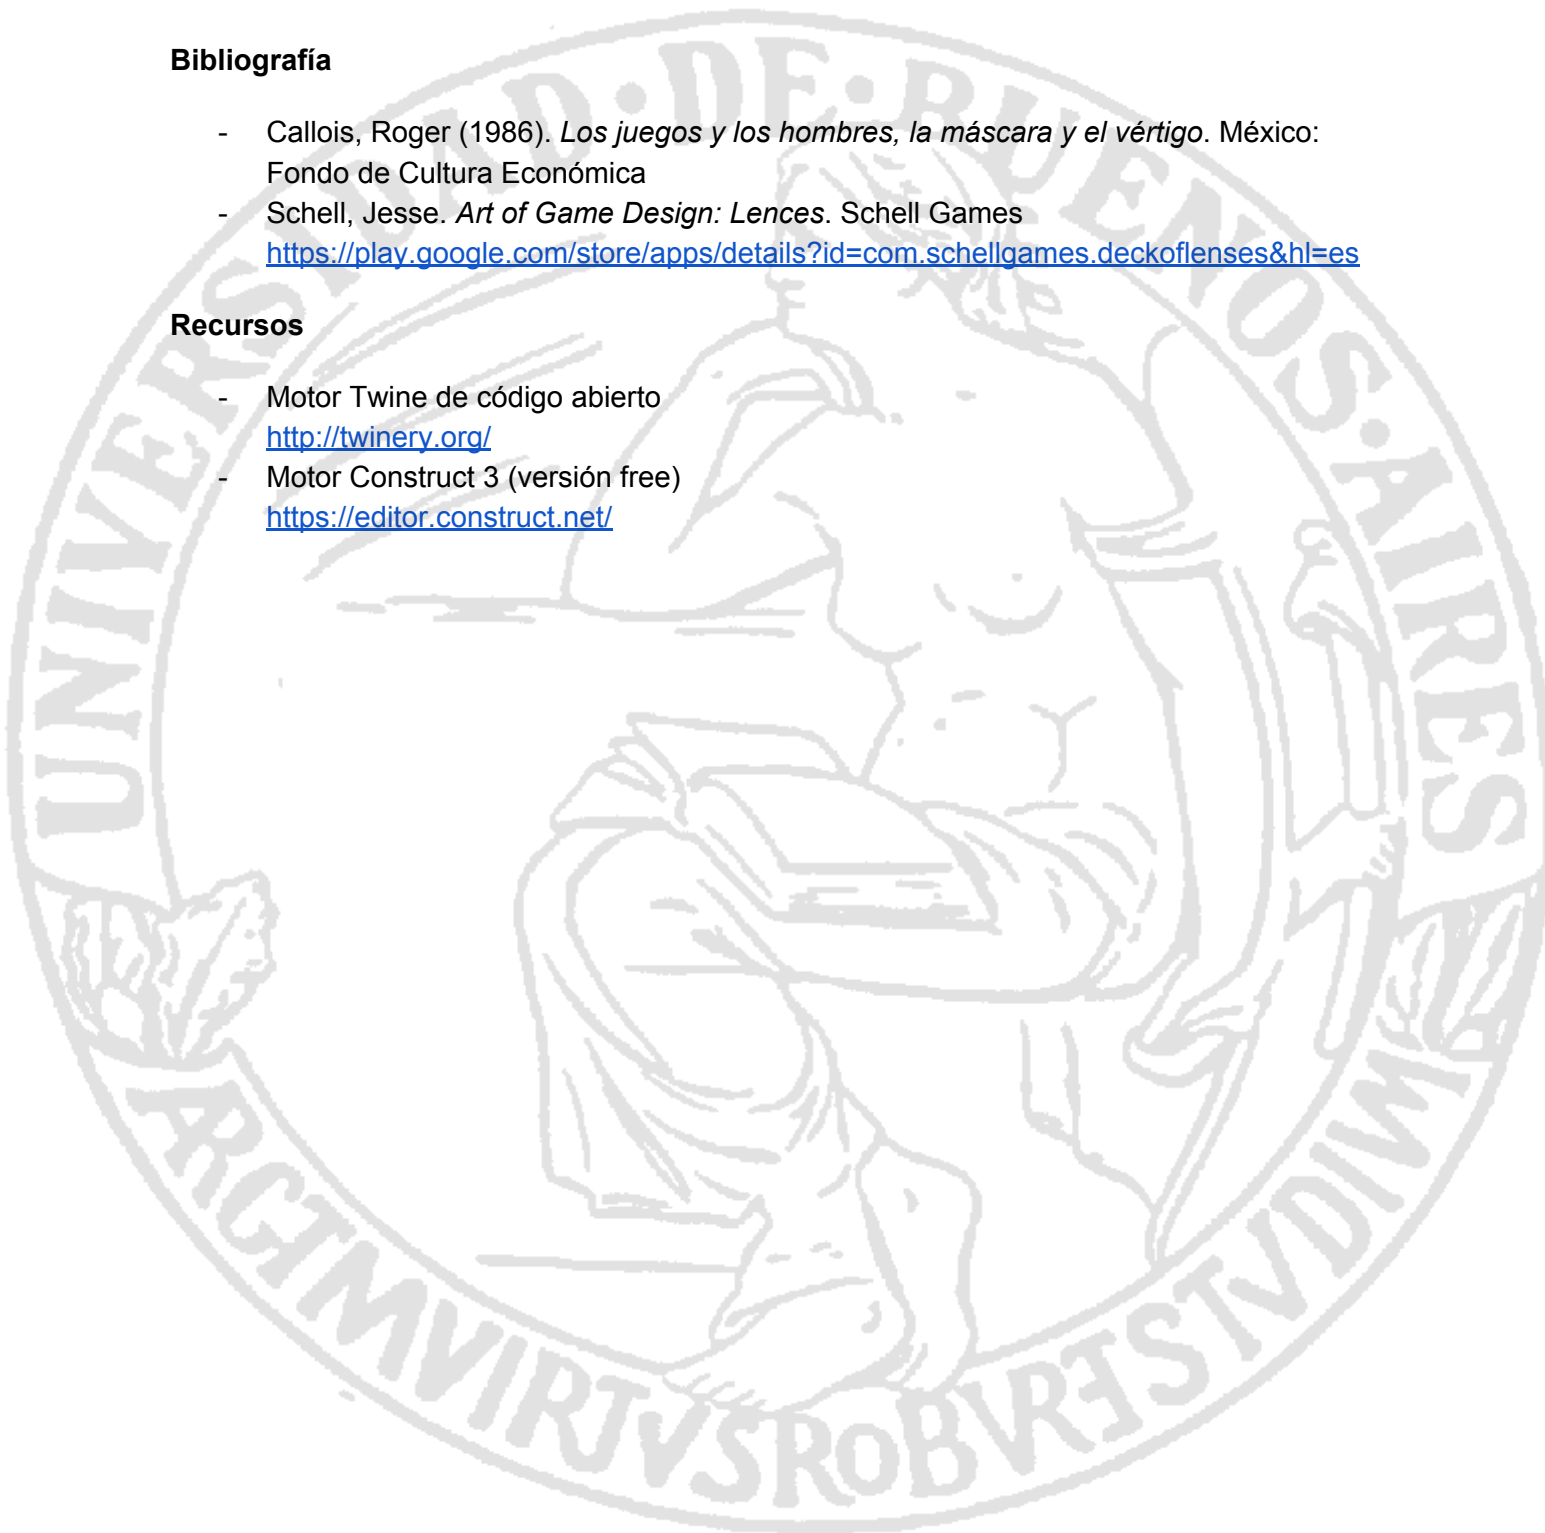 Bibliografía
- Callois, Roger (1986). Los juegos y los hombres, la máscara y el vértigo. México:
Fondo de Cultura Económica
- Schell, Jesse. Art of Game Design: Lences. Schell Games
https://play.google.com/store/apps/details?id=com.schellgames.deckoflenses&hl=es
Recursos
- Motor Twine de código abierto
http://twinery.org/
- Motor Construct 3 (versión free)
https://editor.construct.net/
UNIVERSIDAD·DE·BUENOS·AIRES
ARGTMVIRTVSROBVRETSTVDIVM